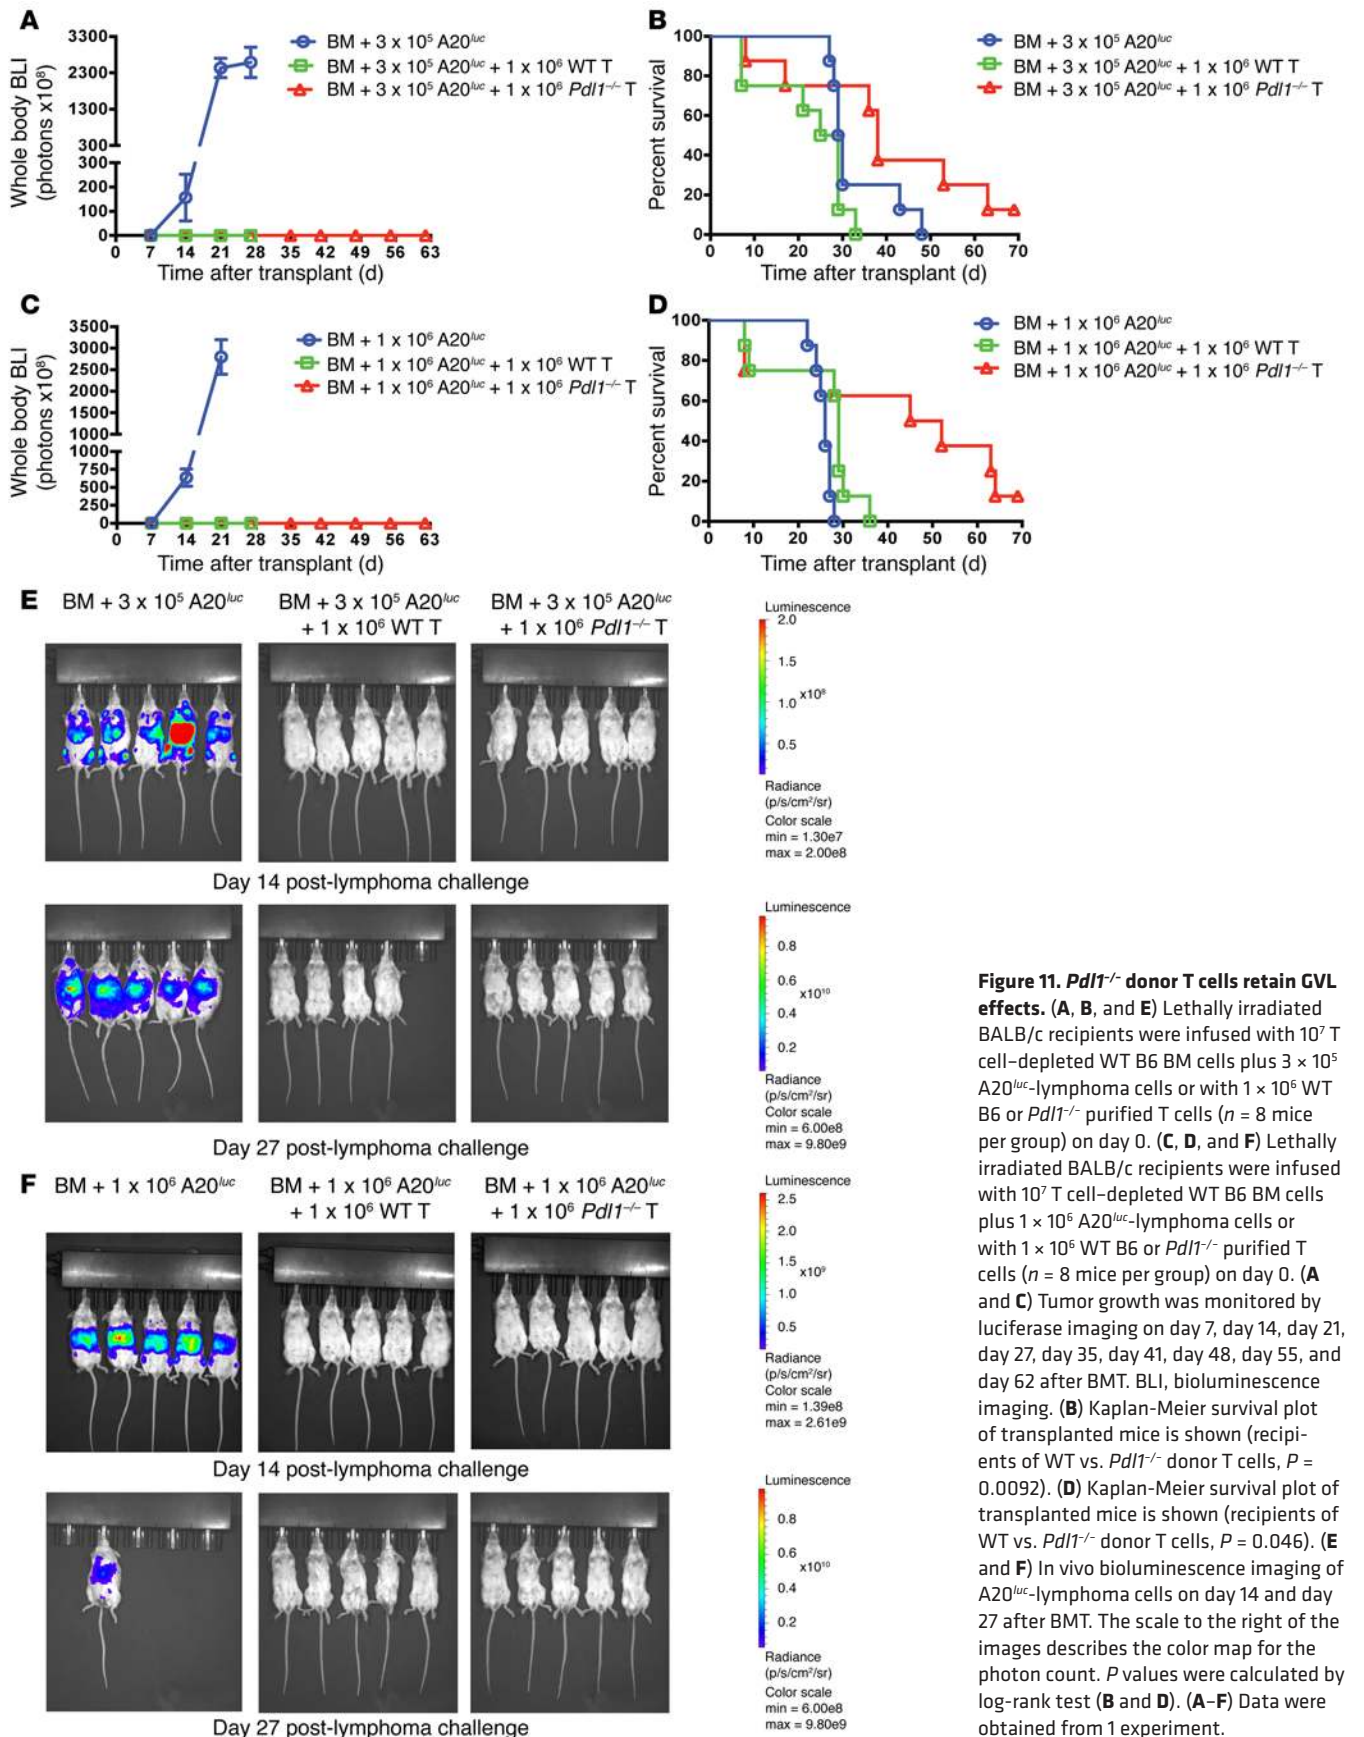 A
3300
2300
1300
300
300
200
100
0
Whole body BLI
(photons x10⁸)
0 7 14 21 28 35 42 49 56 63
Time after transplant (d)
BM + 3 x 10⁵ A20ˡᵘᶜ
BM + 3 x 10⁵ A20ˡᵘᶜ + 1 x 10⁶ WT T
BM + 3 x 10⁵ A20ˡᵘᶜ + 1 x 10⁶ Pdl1⁻/⁻ T
B
100
80
60
40
20
0
Percent survival
0 10 20 30 40 50 60 70
Time after transplant (d)
BM + 3 x 10⁵ A20ˡᵘᶜ
BM + 3 x 10⁵ A20ˡᵘᶜ + 1 x 10⁶ WT T
BM + 3 x 10⁵ A20ˡᵘᶜ + 1 x 10⁶ Pdl1⁻/⁻ T
C
3500
3000
2500
2000
1500
1000
1000
750
500
250
0
Whole body BLI
(photons x10⁸)
0 7 14 21 28 35 42 49 56 63
Time after transplant (d)
BM + 1 x 10⁶ A20ˡᵘᶜ
BM + 1 x 10⁶ A20ˡᵘᶜ + 1 x 10⁶ WT T
BM + 1 x 10⁶ A20ˡᵘᶜ + 1 x 10⁶ Pdl1⁻/⁻ T
D
100
80
60
40
20
0
Percent survival
0 10 20 30 40 50 60 70
Time after transplant (d)
BM + 1 x 10⁶ A20ˡᵘᶜ
BM + 1 x 10⁶ A20ˡᵘᶜ + 1 x 10⁶ WT T
BM + 1 x 10⁶ A20ˡᵘᶜ + 1 x 10⁶ Pdl1⁻/⁻ T
E
BM + 3 x 10⁵ A20ˡᵘᶜ
BM + 3 x 10⁵ A20ˡᵘᶜ
+ 1 x 10⁶ WT T
BM + 3 x 10⁵ A20ˡᵘᶜ
+ 1 x 10⁶ Pdl1⁻/⁻ T
Luminescence
2.0
1.5
1.0
0.5
x10⁸
Radiance
(p/s/cm²/sr)
Color scale
min = 1.30e7
max = 2.00e8
Day 14 post-lymphoma challenge
Luminescence
0.8
0.6
0.4
0.2
x10¹⁰
Radiance
(p/s/cm²/sr)
Color scale
min = 6.00e8
max = 9.80e9
Day 27 post-lymphoma challenge
F
BM + 1 x 10⁶ A20ˡᵘᶜ
BM + 1 x 10⁶ A20ˡᵘᶜ
+ 1 x 10⁶ WT T
BM + 1 x 10⁶ A20ˡᵘᶜ
+ 1 x 10⁶ Pdl1⁻/⁻ T
Luminescence
2.5
2.0
1.5
1.0
0.5
x10⁹
Radiance
(p/s/cm²/sr)
Color scale
min = 1.39e8
max = 2.61e9
Day 14 post-lymphoma challenge
Luminescence
0.8
0.6
0.4
0.2
x10¹⁰
Radiance
(p/s/cm²/sr)
Color scale
min = 6.00e8
max = 9.80e9
Day 27 post-lymphoma challenge
Figure 11. Pdl1⁻/⁻ donor T cells retain GVL
effects. (A, B, and E) Lethally irradiated
BALB/c recipients were infused with 10⁷ T
cell–depleted WT B6 BM cells plus 3 × 10⁵
A20ˡᵘᶜ-lymphoma cells or with 1 × 10⁶ WT
B6 or Pdl1⁻/⁻ purified T cells (n = 8 mice
per group) on day 0. (C, D, and F) Lethally
irradiated BALB/c recipients were infused
with 10⁷ T cell–depleted WT B6 BM cells
plus 1 × 10⁶ A20ˡᵘᶜ-lymphoma cells or
with 1 × 10⁶ WT B6 or Pdl1⁻/⁻ purified T
cells (n = 8 mice per group) on day 0. (A
and C) Tumor growth was monitored by
luciferase imaging on day 7, day 14, day 21,
day 27, day 35, day 41, day 48, day 55, and
day 62 after BMT. BLI, bioluminescence
imaging. (B) Kaplan-Meier survival plot
of transplanted mice is shown (recipi-
ents of WT vs. Pdl1⁻/⁻ donor T cells, P =
0.0092). (D) Kaplan-Meier survival plot of
transplanted mice is shown (recipients of
WT vs. Pdl1⁻/⁻ donor T cells, P = 0.046). (E
and F) In vivo bioluminescence imaging of
A20ˡᵘᶜ-lymphoma cells on day 14 and day
27 after BMT. The scale to the right of the
images describes the color map for the
photon count. P values were calculated by
log-rank test (B and D). (A–F) Data were
obtained from 1 experiment.